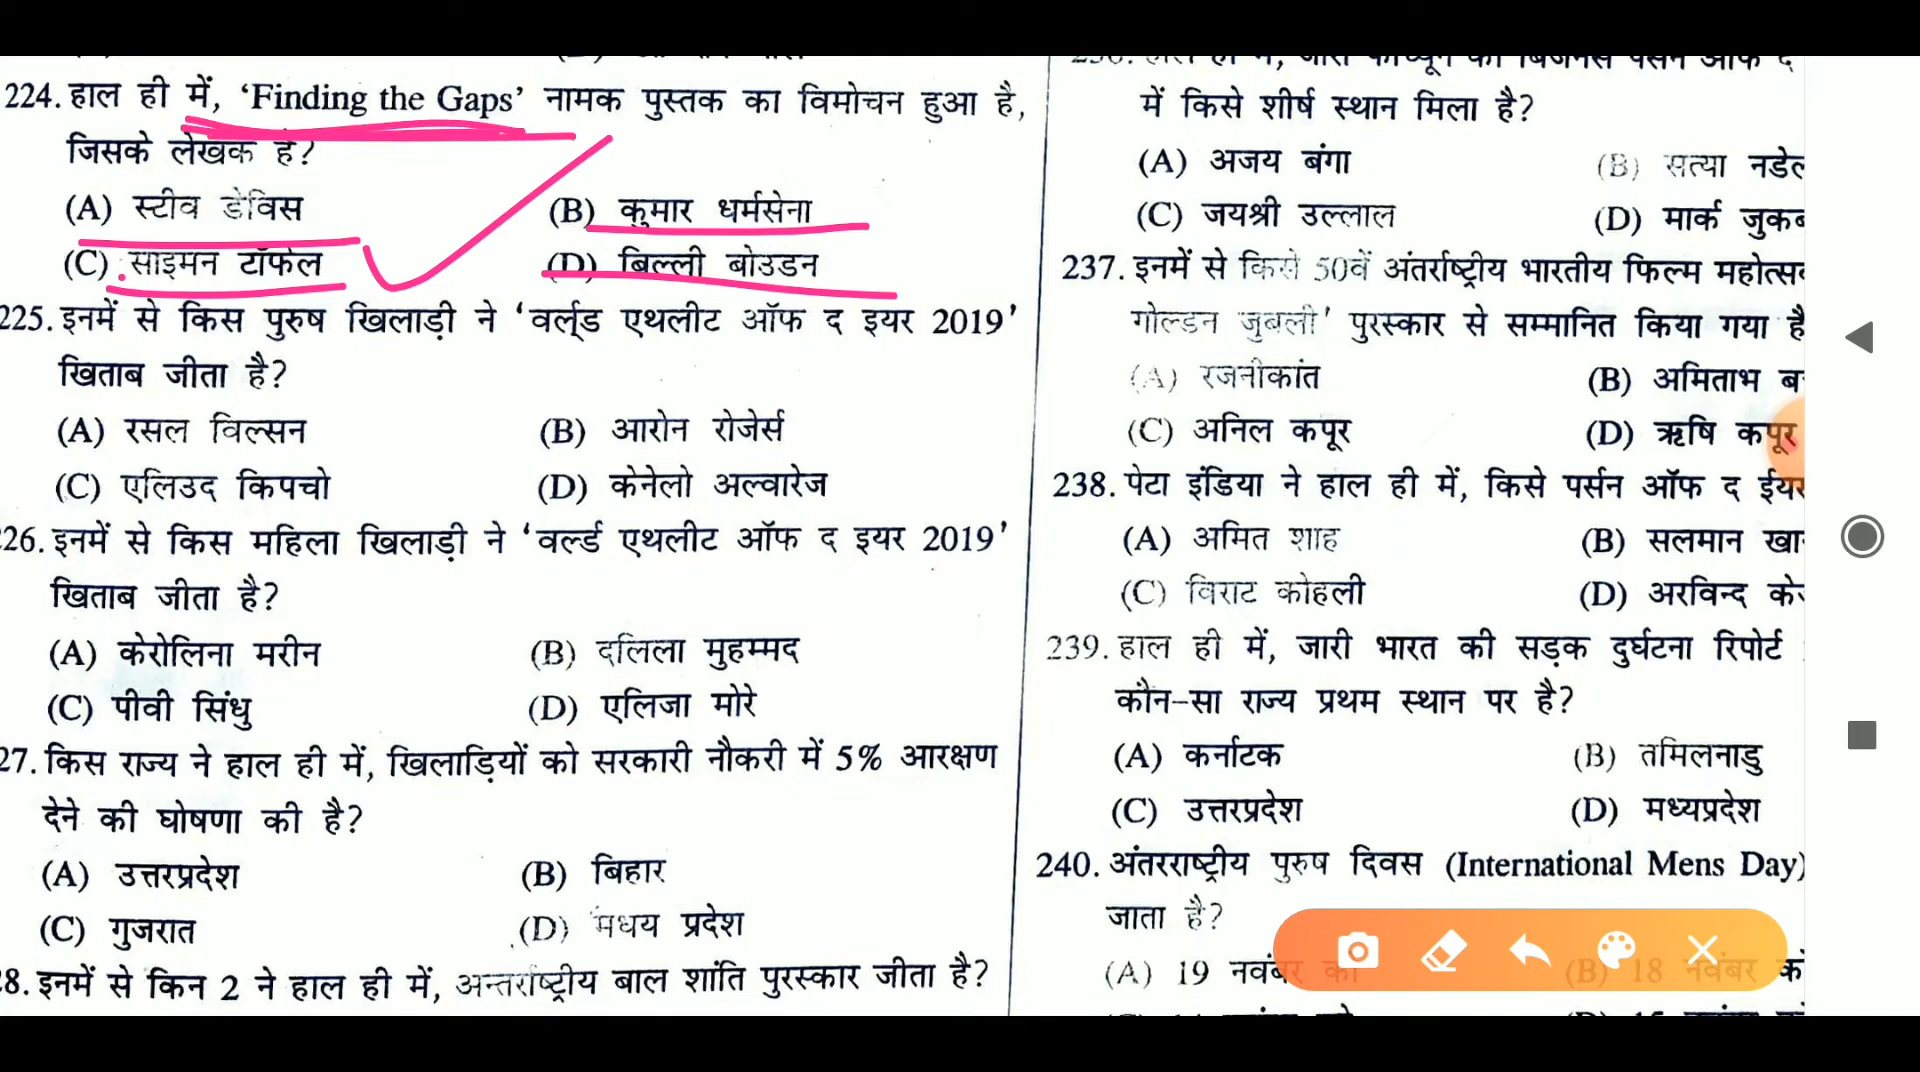 224. हाल ही में, ‘Finding the Gaps’ नामक पुस्तक का विमोचन हुआ है,
जिसके लेखक हैं?
(A) स्टीव डेविस (B) कुमार धर्मसेना
(C) साइमन टॉफेल (D) बिल्ली बोउडन
225. इनमें से किस पुरुष खिलाड़ी ने ‘वर्ल्ड एथलीट ऑफ द इयर 2019’
खिताब जीता है?
(A) रसल विल्सन (B) आरोन रोजेर्स
(C) एलिउद किपचो (D) केनेलो अल्वारेज
26. इनमें से किस महिला खिलाड़ी ने ‘वर्ल्ड एथलीट ऑफ द इयर 2019’
खिताब जीता है?
(A) केरोलिना मरीन (B) दलिला मुहम्मद
(C) पीवी सिंधु (D) एलिजा मोरे
27. किस राज्य ने हाल ही में, खिलाड़ियों को सरकारी नौकरी में 5% आरक्षण
देने की घोषणा की है?
(A) उत्तरप्रदेश (B) बिहार
(C) गुजरात (D) मधय प्रदेश
8. इनमें से किन 2 ने हाल ही में, अन्तर्राष्ट्रीय बाल शांति पुरस्कार जीता है?
में किसे शीर्ष स्थान मिला है?
(A) अजय बंगा (B) सत्या
(C) जयश्री उल्लाल (D) मार्क
237. इनमें से किसे 50वें अंतर्राष्ट्रीय भारतीय फिल्म
गोल्डन जुबली’ पुरस्कार से सम्मानित किया गया है
(A) रजनीकांत (B) अमिताभ
(C) अनिल कपूर (D) ऋषि कपूर
238. पेटा इंडिया ने हाल ही में, किसे पर्सन ऑफ द ईयर
(A) अमित शाह (B) सलमान
(C) विराट कोहली (D) अरविन्द
239. हाल ही में, जारी भारत की सड़क दुर्घटना रिपोर्ट
कौन-सा राज्य प्रथम स्थान पर है?
(A) कर्नाटक (B) तमिलनाडु
(C) उत्तरप्रदेश (D) मध्यप्रदेश
240. अंतरराष्ट्रीय पुरुष दिवस (International Mens Day)
जाता है?
(A) 19 नवंबर को (B) 18 नवंबर को